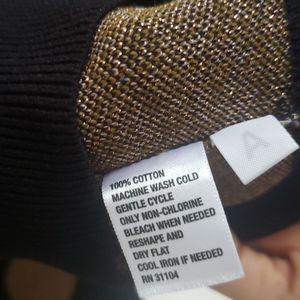 A
100% COTTON
MACHINE WASH COLD
GENTLE CYCLE
ONLY NON-CHLORINE
BLEACH WHEN NEEDED
RESHAPE AND
DRY FLAT
COOL IRON IF NEEDED
RN 31104